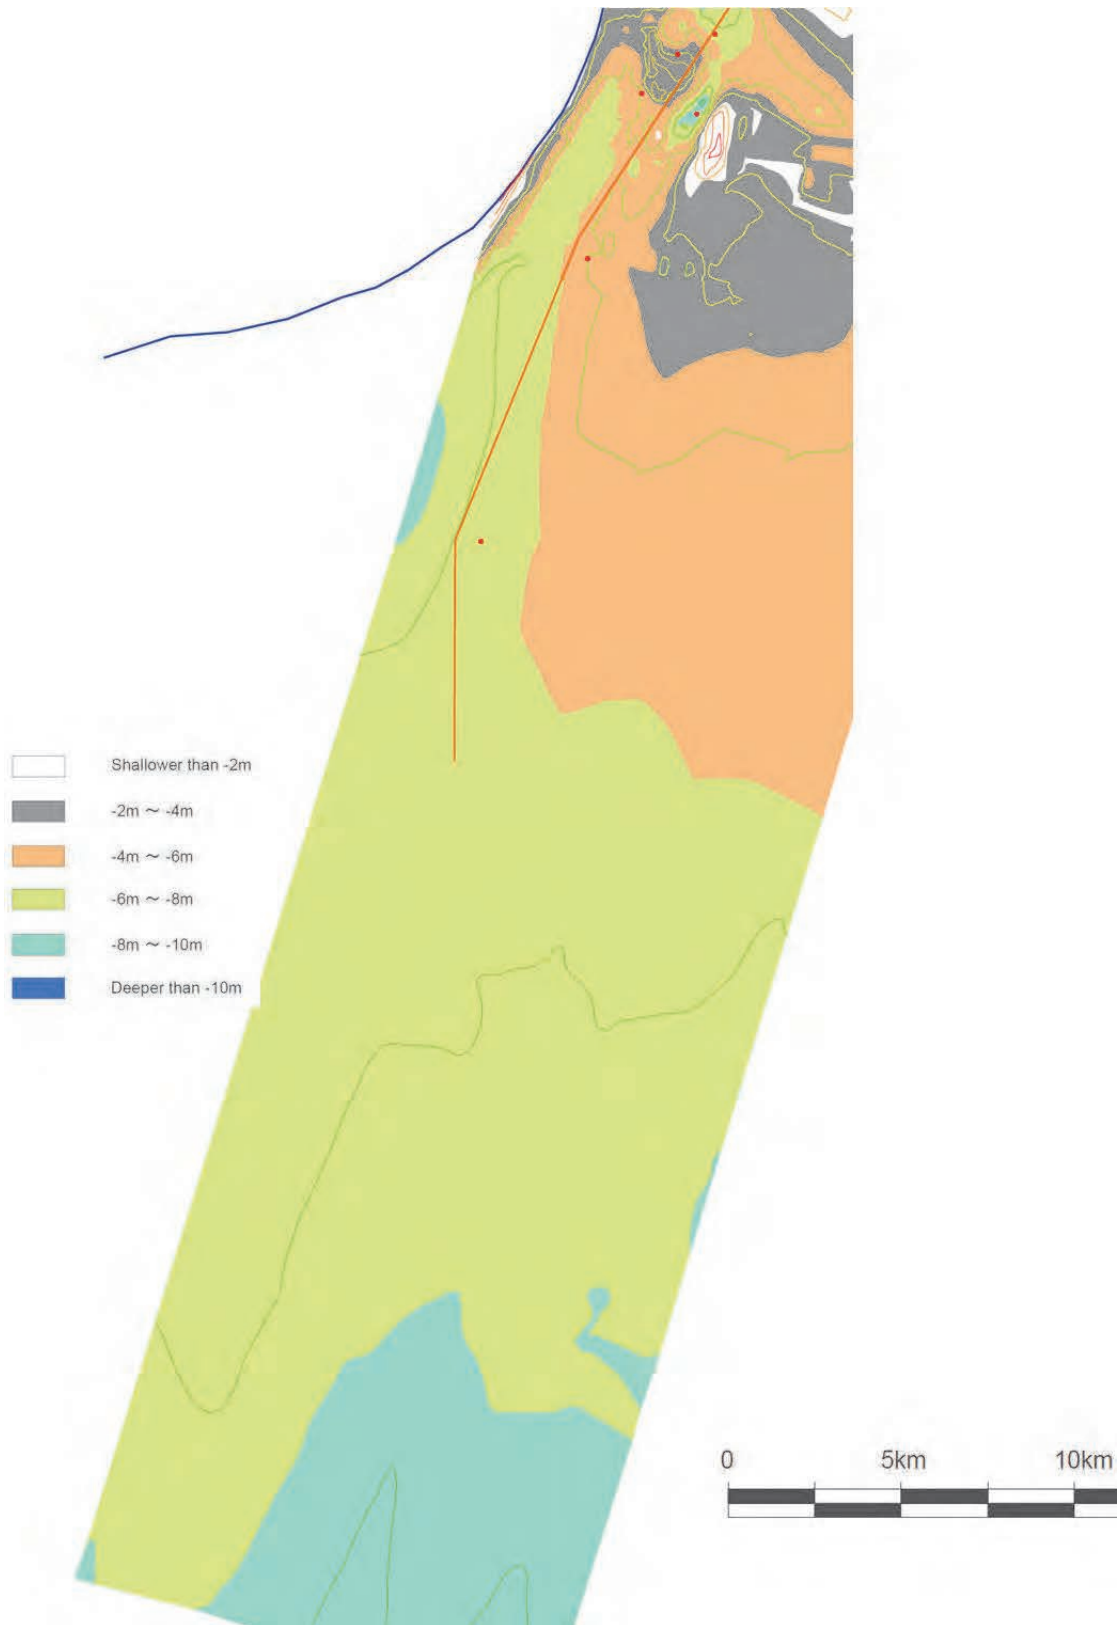 Shallower than -2m
-2m ～ -4m
-4m ～ -6m
-6m ～ -8m
-8m ～ -10m
Deeper than -10m
0 5km 10km